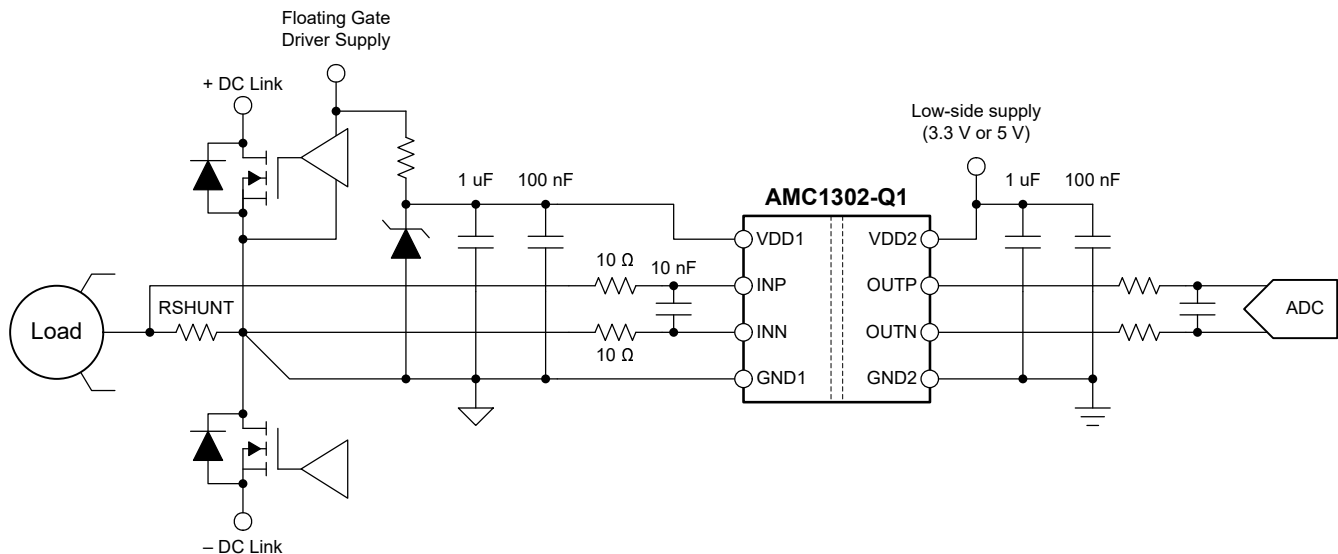 Floating Gate
Driver Supply
+ DC Link
Low-side supply
(3.3 V or 5 V)
1 uF
100 nF
1 uF
100 nF
AMC1302-Q1
VDD1
VDD2
10 Ω
10 nF
INP
OUTP
RSHUNT
Load
ADC
INN
OUTN
10 Ω
GND1
GND2
– DC Link